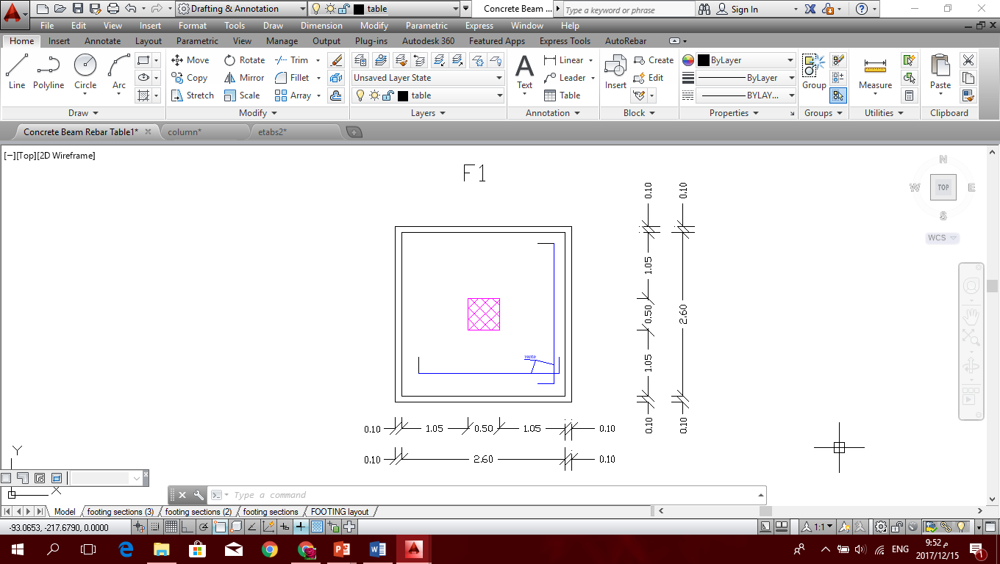 Drafting & Annotation
table
Concrete Beam ...
Type a keyword or phrase
Sign In
File Edit View Insert Format Tools Draw Dimension Modify Parametric Express Window Help
Home Insert Annotate Layout Parametric View Manage Output Plug-ins Autodesk 360 Featured Apps Express Tools AutoRebar
Line Polyline Circle Arc
Move Rotate Trim
Copy Mirror Fillet
Stretch Scale Array
Unsaved Layer State
table
Text
Linear
Leader
Table
Insert
Create
Edit
ByLayer
ByLayer
BYLAY...
Group
Measure
Paste
Draw Modify Layers Annotation Block Properties Groups Utilities Clipboard
Concrete Beam Rebar Table1* column* etabs2*
[−][Top][2D Wireframe]
F1
N
W TOP E
S
WCS
0.10 0.10
1.05
0.50 2.60
1.05
0.10 0.10
0.10 1.05 0.50 1.05 0.10
0.10 2.60 0.10
Y
X
Type a command
Model footing sections (3) footing sections (2) footing sections FOOTING layout
-93.0653, -217.6790, 0.0000
1:1
ENG
9:52 م
2017/12/15
1